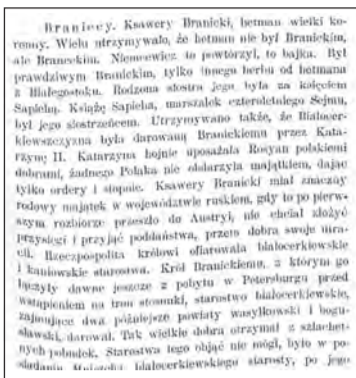 Braniccy. Ksawery Branicki, hetman wielki ko-
ronny. Wielu utrzymywało, że hetman nie był Branickim,
ale Braneckim. Niemcewicz to powtórzył, to bajka. Był
prawdziwym Branickim, tylko innego herbu od hetmana
z Białegostoku. Rodzona siostra jego była za księciem
Sapiehą. Książę Sapieha, marszałek czteroletniego Sejmu,
był jego siostrzeńcem. Utrzymywano także, że Białocer-
kiewszczyzna była darowaną Branickiemu przez Kata-
rzynę II. Katarzyna hojnie uposażała Rosyan polskiemi
dobrami, żadnego Polaka nie obdarzyła majątkiem, dając
tylko ordery i stopnie. Ksawery Branicki miał znaczny
rodowy majątek w województwie ruskiem, gdy to po pierw-
szym rozbiorze przeszło do Austryi, nie chciał złożyć
przysięgi i przyjąć poddaństwa, przeto dobra swoje utra-
cił. Rzeczpospolita królowi ofiarowała białocerkiewskie
i kaniowskie starostwa. Król Branickiemu, z którym go
łączyły dawne jeszcze z pobytu w Petersburgu przed
wstąpieniem na tron stosunki, starostwo białocerkiewskie,
zajmujące dwa późniejsze powiaty wasylkowski i bogu-
sławski, darował. Tak wielkie dobra otrzymał z szlachet-
nych pobudek. Starostwa tego objąć nie mógł, było w po-
siadaniu Mniszcha białocerkiewskiego starosty, po jego